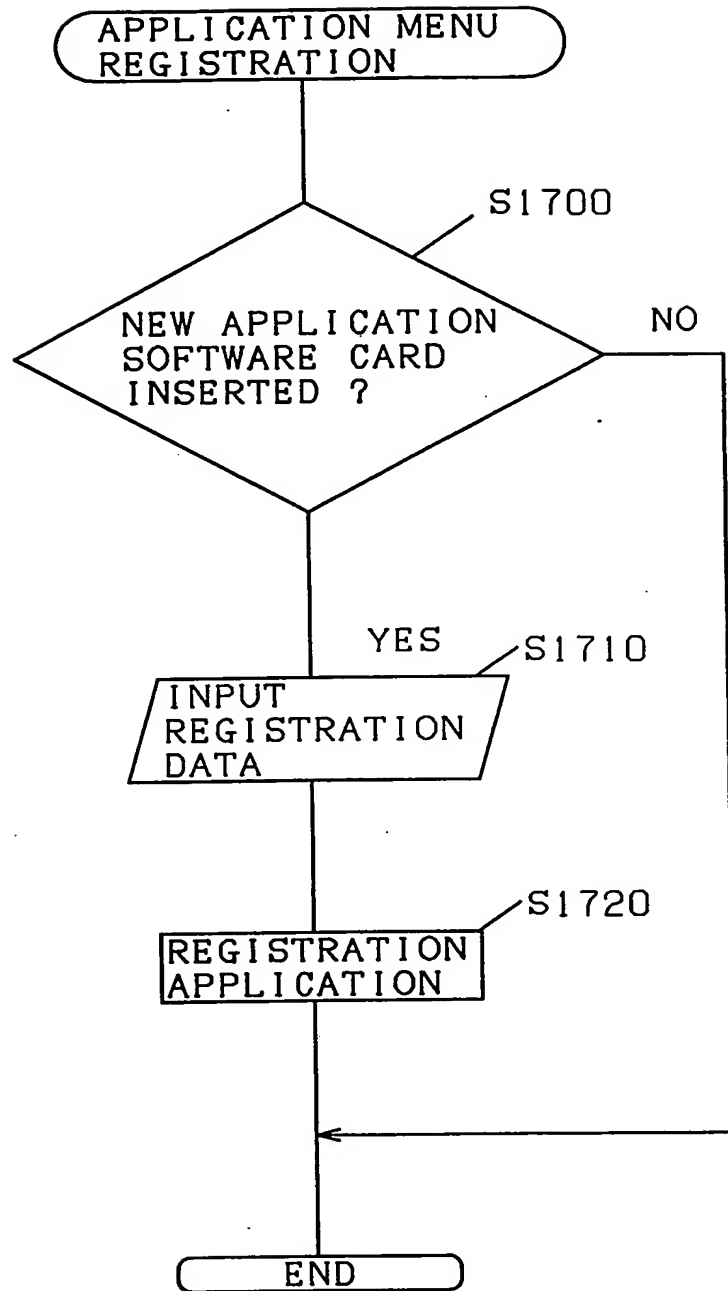 APPLICATION MENU
REGISTRATION
S1700
NEW APPLICATION
SOFTWARE CARD
INSERTED ?
NO
YES
S1710
INPUT
REGISTRATION
DATA
S1720
REGISTRATION
APPLICATION
END